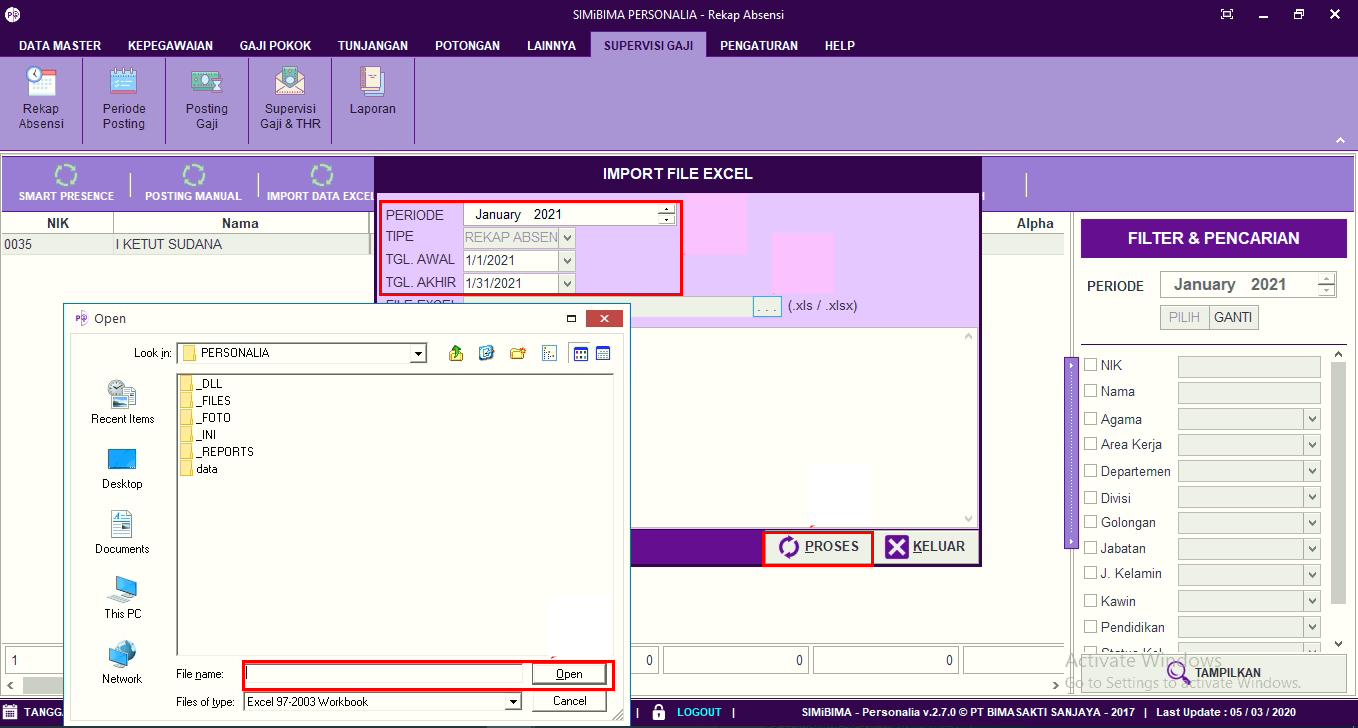 SIMiBIMA PERSONALIA - Rekap Absensi
DATA MASTER KEPEGAWAIAN GAJI POKOK TUNJANGAN POTONGAN LAINNYA SUPERVISI GAJI PENGATURAN HELP
Rekap Absensi
Periode Posting
Posting Gaji
Supervisi Gaji & THR
Laporan
SMART PRESENCE POSTING MANUAL IMPORT DATA EXCEL
NIK Nama Alpha
0035 I KETUT SUDANA
IMPORT FILE EXCEL
PERIODE January 2021
TIPE REKAP ABSEN
TGL. AWAL 1/1/2021
TGL. AKHIR 1/31/2021
FILE EXCEL ... (.xls / .xlsx)
PROSES KELUAR
Open
Look in: PERSONALIA
Recent Items
Desktop
Documents
This PC
Network
_DLL
_FILES
_FOTO
_INI
_REPORTS
data
File name: Open
Files of type: Excel 97-2003 Workbook Cancel
FILTER & PENCARIAN
PERIODE January 2021
PILIH GANTI
NIK
Nama
Agama
Area Kerja
Departemen
Divisi
Golongan
Jabatan
J. Kelamin
Kawin
Pendidikan
TAMPILKAN
1 0 0 0
Activate Windows
Go to Settings to activate Windows.
TANGG
| LOGOUT | SIMiBIMA - Personalia v.2.7.0 © PT BIMASAKTI SANJAYA - 2017 | Last Update : 05 / 03 / 2020